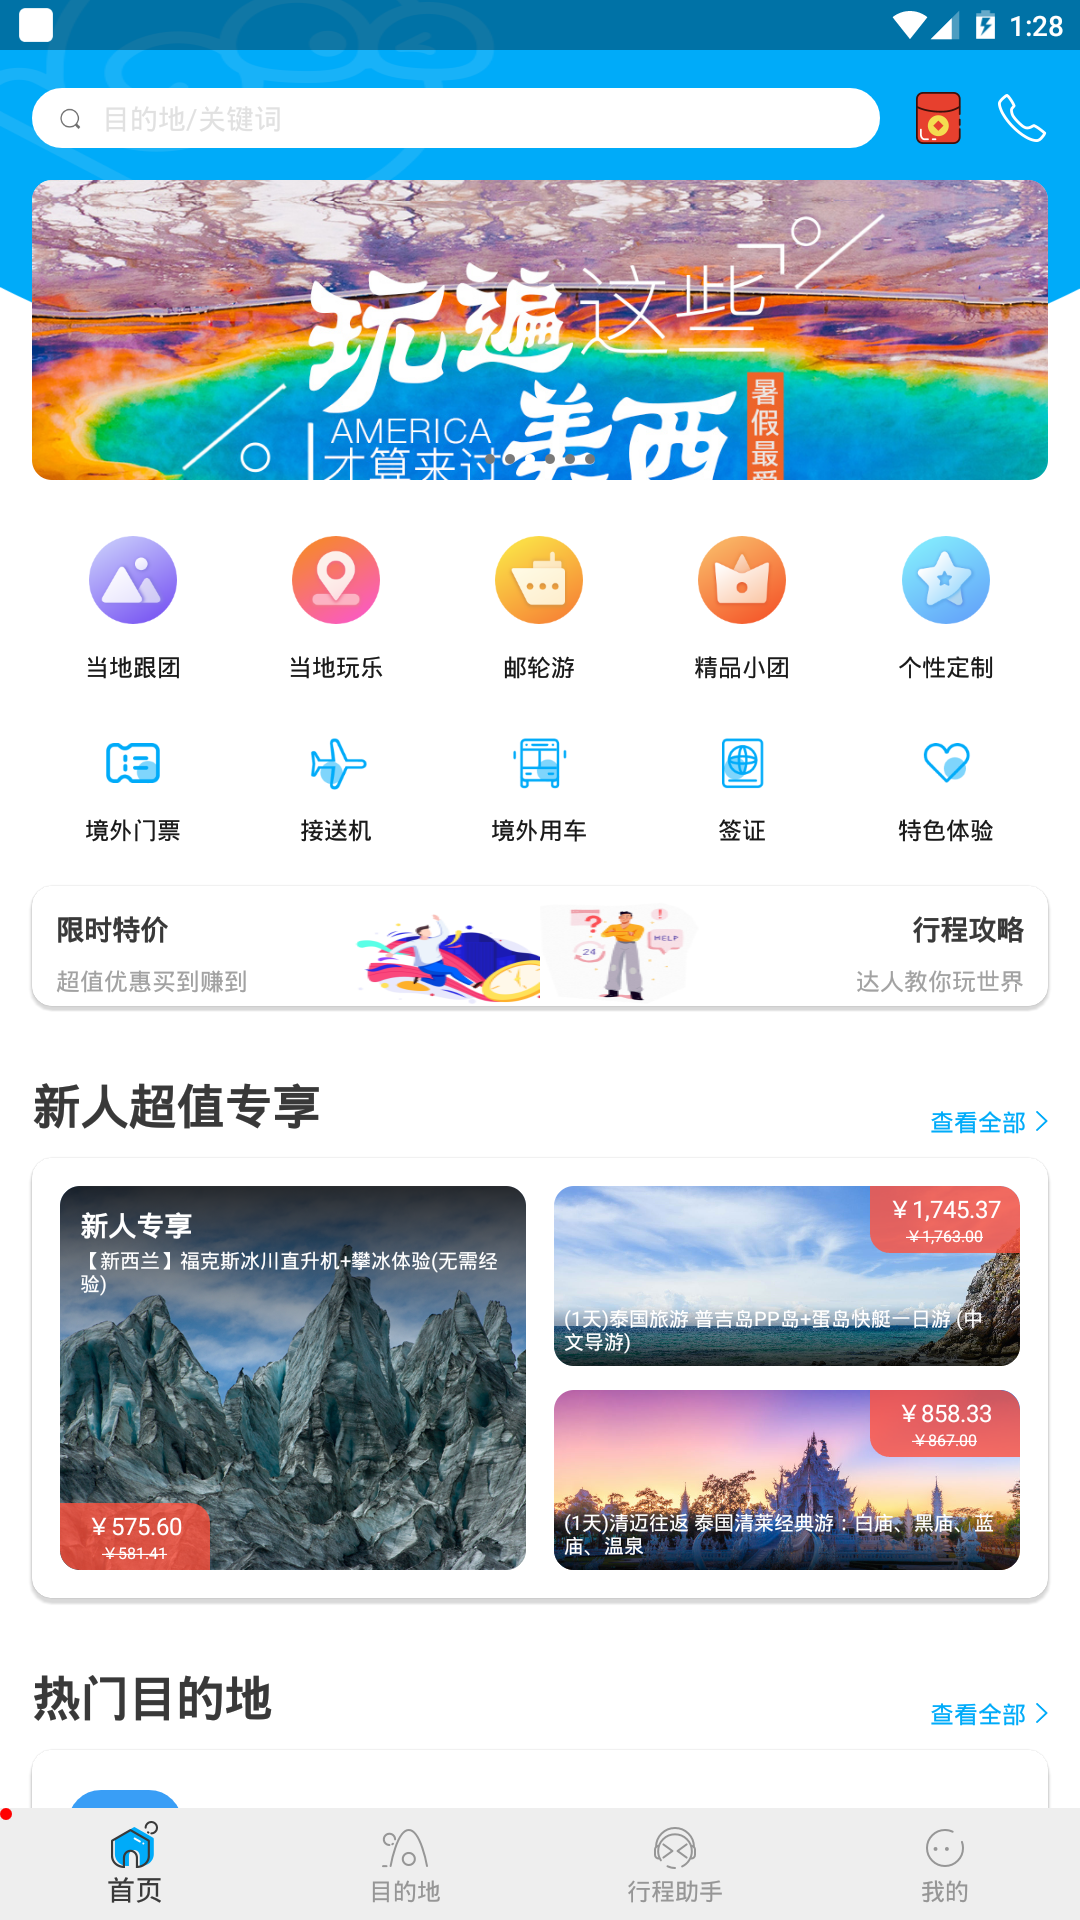 1:28
目的地/关键词
玩遍这些
美西
AMERICA
才算来过
暑假最爱
当地跟团
当地玩乐
邮轮游
精品小团
个性定制
境外门票
接送机
境外用车
签证
特色体验
限时特价
超值优惠买到赚到
24
HELP
行程攻略
达人教你玩世界
新人超值专享
查看全部
新人专享
【新西兰】福克斯冰川直升机+攀冰体验(无需经
验)
￥575.60
￥581.41
￥1,745.37
￥1,763.00
(1天)泰国旅游 普吉岛PP岛+蛋岛快艇一日游 (中
文导游)
￥858.33
￥867.00
(1天)清迈往返 泰国清莱经典游：白庙、黑庙、蓝
庙、温泉
热门目的地
查看全部
首页
目的地
行程助手
我的